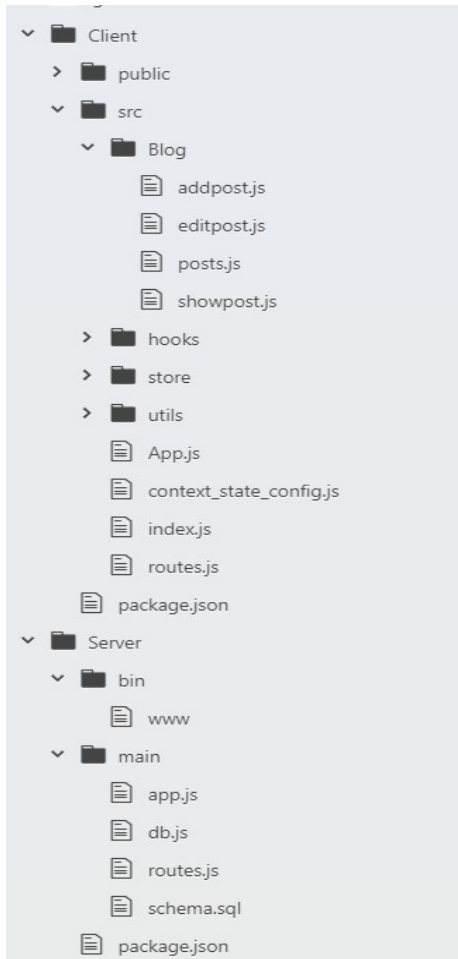 Client
public
src
Blog
addpost.js
editpost.js
posts.js
showpost.js
hooks
store
utils
App.js
context_state_config.js
index.js
routes.js
package.json
Server
bin
www
main
app.js
db.js
routes.js
schema.sql
package.json